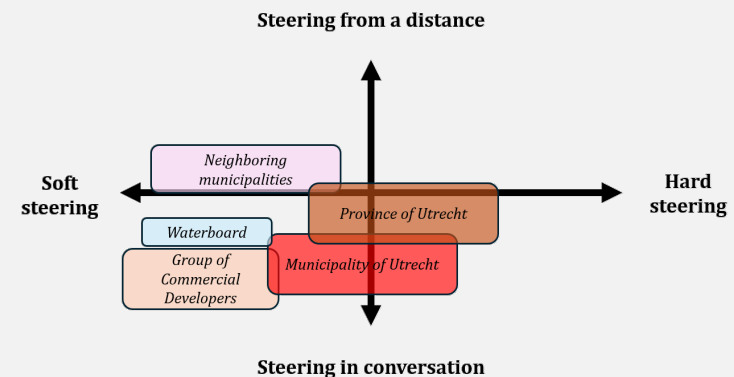 Steering from a distance
Neighboring
municipalities
Soft
steering
Hard
steering
Province of Utrecht
Waterboard
Group of
Commercial
Developers
Municipality of Utrecht
Steering in conversation